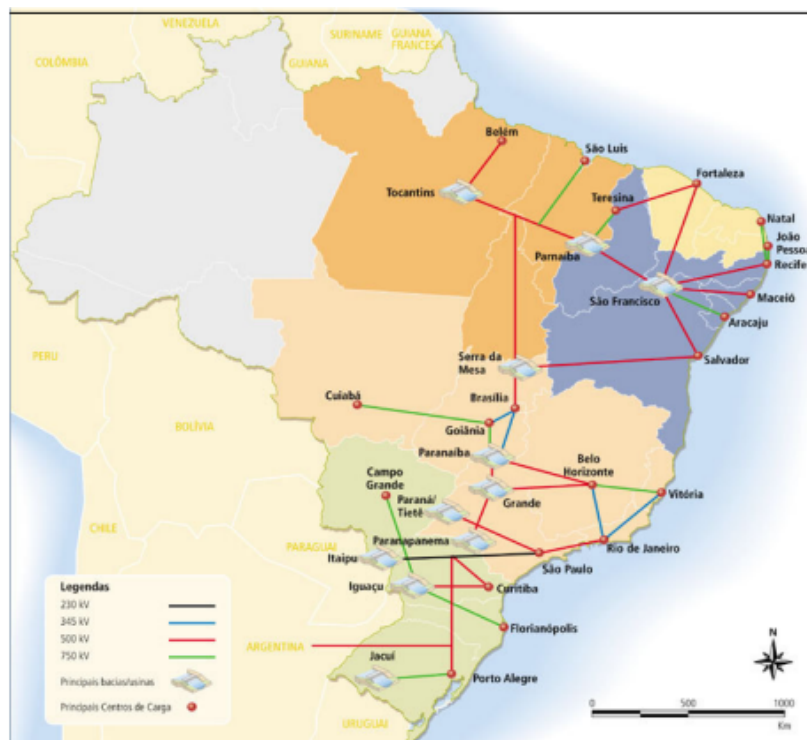 VENEZUELA
SURINAME
GUIANA
FRANCESA
COLÔMBIA
GUIANA
Belém
São Luis
Fortaleza
Tocantins
Teresina
Natal
João
Pessoa
Parnaíba
Recife
São Francisco
Maceió
Aracaju
PERU
Serra da
Mesa
Salvador
Cuiabá
Brasília
BOLÍVIA
Goiânia
Paranaíba
Belo
Horizonte
Campo
Grande
Vitória
Grande
Paraná/
Tietê
CHILE
Paranapanema
PARAGUAI
Rio de Janeiro
Itaipu
São Paulo
Legendas
230 kV
345 kV
500 kV
750 kV
Principais bacias/usinas
Principais Centros de Carga
Iguaçu
Curitiba
Florianópolis
ARGENTINA
Jacuí
Porto Alegre
URUGUAI
N
0 500 1000
Km